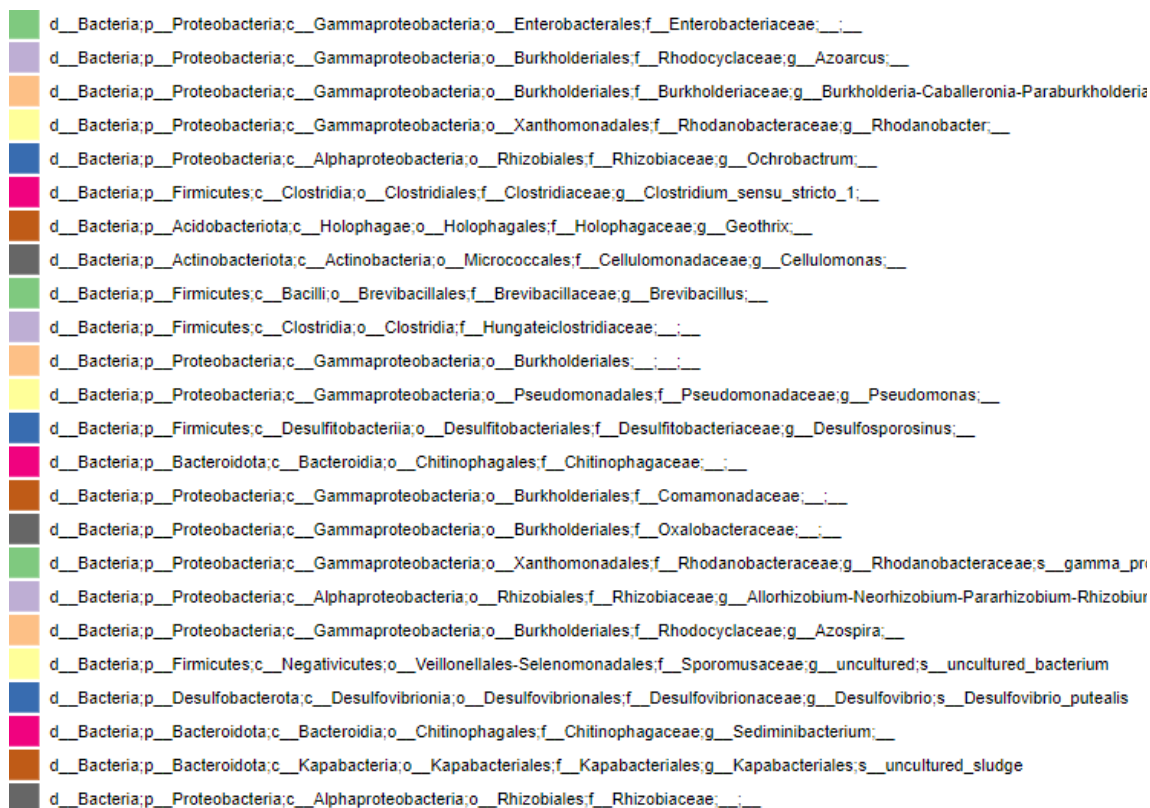 d__Bacteria;p__Proteobacteria;c__Gammaproteobacteria;o__Enterobacterales;f__Enterobacteriaceae;__;__
d__Bacteria;p__Proteobacteria;c__Gammaproteobacteria;o__Burkholderiales;f__Rhodocyclaceae;g__Azoarcus;__
d__Bacteria;p__Proteobacteria;c__Gammaproteobacteria;o__Burkholderiales;f__Burkholderiaceae;g__Burkholderia-Caballeronia-Paraburkholderia
d__Bacteria;p__Proteobacteria;c__Gammaproteobacteria;o__Xanthomonadales;f__Rhodanobacteraceae;g__Rhodanobacter;__
d__Bacteria;p__Proteobacteria;c__Alphaproteobacteria;o__Rhizobiales;f__Rhizobiaceae;g__Ochrobactrum;__
d__Bacteria;p__Firmicutes;c__Clostridia;o__Clostridiales;f__Clostridiaceae;g__Clostridium_sensu_stricto_1;__
d__Bacteria;p__Acidobacteriota;c__Holophagae;o__Holophagales;f__Holophagaceae;g__Geothrix;__
d__Bacteria;p__Actinobacteriota;c__Actinobacteria;o__Micrococcales;f__Cellulomonadaceae;g__Cellulomonas;__
d__Bacteria;p__Firmicutes;c__Bacilli;o__Brevibacillales;f__Brevibacillaceae;g__Brevibacillus;__
d__Bacteria;p__Firmicutes;c__Clostridia;o__Clostridia;f__Hungateiclostridiaceae;__;__
d__Bacteria;p__Proteobacteria;c__Gammaproteobacteria;o__Burkholderiales;__;__;__
d__Bacteria;p__Proteobacteria;c__Gammaproteobacteria;o__Pseudomonadales;f__Pseudomonadaceae;g__Pseudomonas;__
d__Bacteria;p__Firmicutes;c__Desulfitobacteriia;o__Desulfitobacteriales;f__Desulfitobacteriaceae;g__Desulfosporosinus;__
d__Bacteria;p__Bacteroidota;c__Bacteroidia;o__Chitinophagales;f__Chitinophagaceae;__;__
d__Bacteria;p__Proteobacteria;c__Gammaproteobacteria;o__Burkholderiales;f__Comamonadaceae;__;__
d__Bacteria;p__Proteobacteria;c__Gammaproteobacteria;o__Burkholderiales;f__Oxalobacteraceae;__;__
d__Bacteria;p__Proteobacteria;c__Gammaproteobacteria;o__Xanthomonadales;f__Rhodanobacteraceae;g__Rhodanobacteraceae;s__gamma_pro
d__Bacteria;p__Proteobacteria;c__Alphaproteobacteria;o__Rhizobiales;f__Rhizobiaceae;g__Allorhizobium-Neorhizobium-Pararhizobium-Rhizobiur
d__Bacteria;p__Proteobacteria;c__Gammaproteobacteria;o__Burkholderiales;f__Rhodocyclaceae;g__Azospira;__
d__Bacteria;p__Firmicutes;c__Negativicutes;o__Veillonellales-Selenomonadales;f__Sporomusaceae;g__uncultured;s__uncultured_bacterium
d__Bacteria;p__Desulfobacterota;c__Desulfovibrionia;o__Desulfovibrionales;f__Desulfovibrionaceae;g__Desulfovibrio;s__Desulfovibrio_putealis
d__Bacteria;p__Bacteroidota;c__Bacteroidia;o__Chitinophagales;f__Chitinophagaceae;g__Sediminibacterium;__
d__Bacteria;p__Bacteroidota;c__Kapabacteria;o__Kapabacteriales;f__Kapabacteriales;g__Kapabacteriales;s__uncultured_sludge
d__Bacteria;p__Proteobacteria;c__Alphaproteobacteria;o__Rhizobiales;f__Rhizobiaceae;__;__